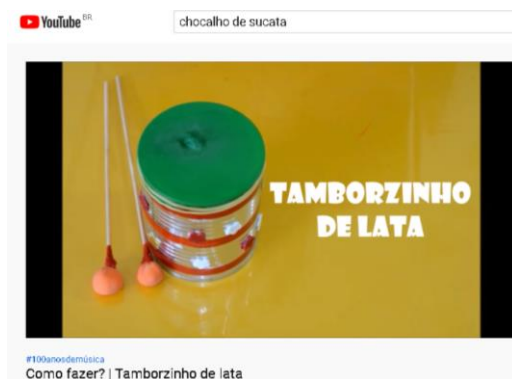 YouTube BR
chocalho de sucata
TAMBORZINHO
DE LATA
#100anosdemúsica
Como fazer? | Tamborzinho de lata